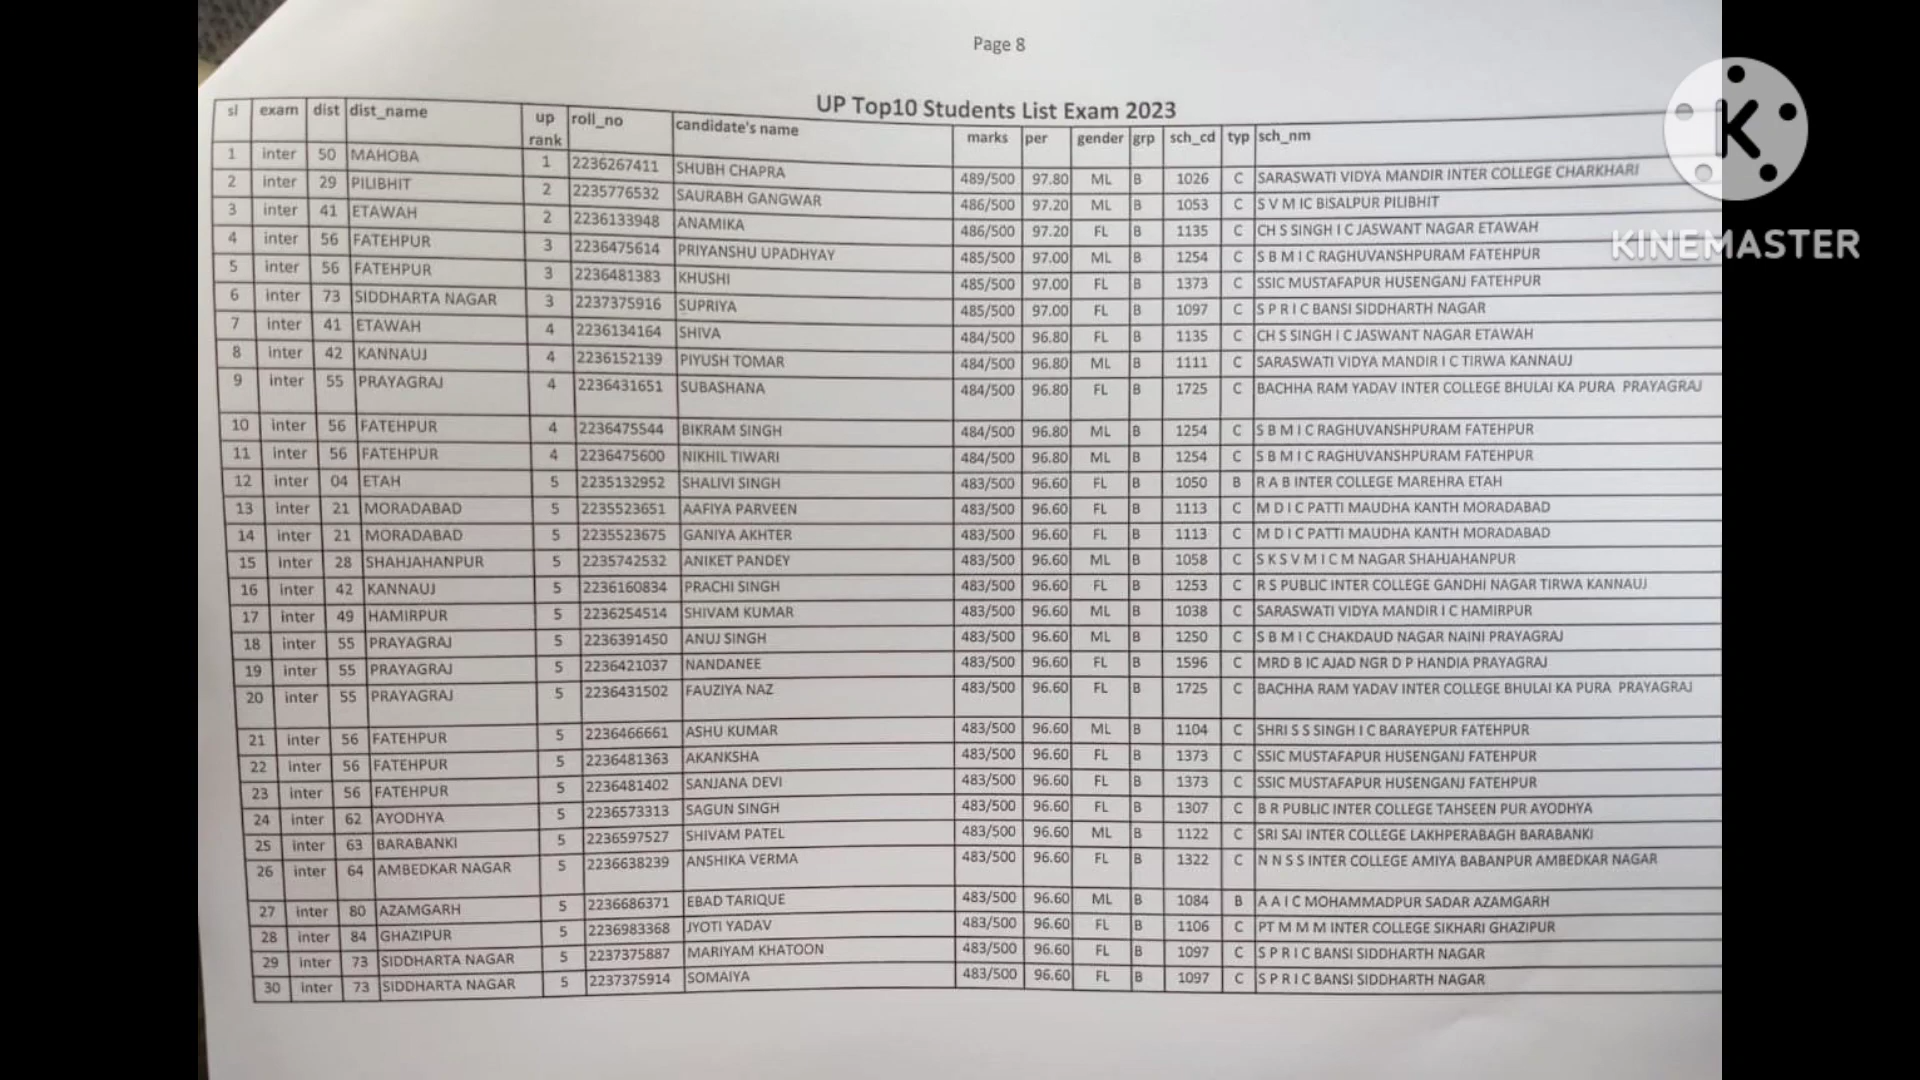 Page 8
UP Top10 Students List Exam 2023
sl exam dist dist_name up rank roll_no candidate's name marks per gender grp sch_cd typ sch_nm
1 inter 50 MAHOBA 1 2236267411 SHUBH CHAPRA 489/500 97.80 ML B 1026 C SARASWATI VIDYA MANDIR INTER COLLEGE CHARKHARI
2 inter 29 PILIBHIT 2 2235776532 SAURABH GANGWAR 486/500 97.20 ML B 1053 C S V M IC BISALPUR PILIBHIT
3 inter 41 ETAWAH 2 2236133948 ANAMIKA 486/500 97.20 FL B 1135 C CH S SINGH I C JASWANT NAGAR ETAWAH
4 inter 56 FATEHPUR 3 2236475614 PRIYANSHU UPADHYAY 485/500 97.00 ML B 1254 C S B M I C RAGHUVANSHPURAM FATEHPUR
5 inter 56 FATEHPUR 3 2236481383 KHUSHI 485/500 97.00 FL B 1373 C SSIC MUSTAFAPUR HUSENGANJ FATEHPUR
6 inter 73 SIDDHARTA NAGAR 3 2237375916 SUPRIYA 485/500 97.00 FL B 1097 C S P R I C BANSI SIDDHARTH NAGAR
7 inter 41 ETAWAH 4 2236134164 SHIVA 484/500 96.80 FL B 1135 C CH S SINGH I C JASWANT NAGAR ETAWAH
8 inter 42 KANNAUJ 4 2236152139 PIYUSH TOMAR 484/500 96.80 ML B 1111 C SARASWATI VIDYA MANDIR I C TIRWA KANNAUJ
9 inter 55 PRAYAGRAJ 4 2236431651 SUBASHANA 484/500 96.80 FL B 1725 C BACHHA RAM YADAV INTER COLLEGE BHULAI KA PURA PRAYAGRAJ
10 inter 56 FATEHPUR 4 2236475544 BIKRAM SINGH 484/500 96.80 ML B 1254 C S B M I C RAGHUVANSHPURAM FATEHPUR
11 inter 56 FATEHPUR 4 2236475600 NIKHIL TIWARI 484/500 96.80 ML B 1254 C S B M I C RAGHUVANSHPURAM FATEHPUR
12 inter 04 ETAH 5 2235132952 SHALIVI SINGH 483/500 96.60 FL B 1050 B R A B INTER COLLEGE MAREHRA ETAH
13 inter 21 MORADABAD 5 2235523651 AAFIYA PARVEEN 483/500 96.60 FL B 1113 C M D I C PATTI MAUDHA KANTH MORADABAD
14 inter 21 MORADABAD 5 2235523675 GANIYA AKHTER 483/500 96.60 FL B 1113 C M D I C PATTI MAUDHA KANTH MORADABAD
15 inter 28 SHAHJAHANPUR 5 2235742532 ANIKET PANDEY 483/500 96.60 ML B 1058 C S K S V M I C M NAGAR SHAHJAHANPUR
16 inter 42 KANNAUJ 5 2236160834 PRACHI SINGH 483/500 96.60 FL B 1253 C R S PUBLIC INTER COLLEGE GANDHI NAGAR TIRWA KANNAUJ
17 inter 49 HAMIRPUR 5 2236254514 SHIVAM KUMAR 483/500 96.60 ML B 1038 C SARASWATI VIDYA MANDIR I C HAMIRPUR
18 inter 55 PRAYAGRAJ 5 2236391450 ANUJ SINGH 483/500 96.60 ML B 1250 C S B M I C CHAKDAUD NAGAR NAINI PRAYAGRAJ
19 inter 55 PRAYAGRAJ 5 2236421037 NANDANEE 483/500 96.60 FL B 1596 C MRD B IC AJAD NGR D P HANDIA PRAYAGRAJ
20 inter 55 PRAYAGRAJ 5 2236431502 FAUZIYA NAZ 483/500 96.60 FL B 1725 C BACHHA RAM YADAV INTER COLLEGE BHULAI KA PURA PRAYAGRAJ
21 inter 56 FATEHPUR 5 2236466661 ASHU KUMAR 483/500 96.60 ML B 1104 C SHRI S S SINGH I C BARAYEPUR FATEHPUR
22 inter 56 FATEHPUR 5 2236481363 AKANKSHA 483/500 96.60 FL B 1373 C SSIC MUSTAFAPUR HUSENGANJ FATEHPUR
23 inter 56 FATEHPUR 5 2236481402 SANJANA DEVI 483/500 96.60 FL B 1373 C SSIC MUSTAFAPUR HUSENGANJ FATEHPUR
24 inter 62 AYODHYA 5 2236573313 SAGUN SINGH 483/500 96.60 FL B 1307 C B R PUBLIC INTER COLLEGE TAHSEEN PUR AYODHYA
25 inter 63 BARABANKI 5 2236597527 SHIVAM PATEL 483/500 96.60 ML B 1122 C SRI SAI INTER COLLEGE LAKHPERABAGH BARABANKI
26 inter 64 AMBEDKAR NAGAR 5 2236638239 ANSHIKA VERMA 483/500 96.60 FL B 1322 C N N S S INTER COLLEGE AMIYA BABANPUR AMBEDKAR NAGAR
27 inter 80 AZAMGARH 5 2236686371 EBAD TARIQUE 483/500 96.60 ML B 1084 B A A I C MOHAMMADPUR SADAR AZAMGARH
28 inter 84 GHAZIPUR 5 2236983368 JYOTI YADAV 483/500 96.60 FL B 1106 C PT M M M INTER COLLEGE SIKHARI GHAZIPUR
29 inter 73 SIDDHARTA NAGAR 5 2237375887 MARIYAM KHATOON 483/500 96.60 FL B 1097 C S P R I C BANSI SIDDHARTH NAGAR
30 inter 73 SIDDHARTA NAGAR 5 2237375914 SOMAIYA 483/500 96.60 FL B 1097 C S P R I C BANSI SIDDHARTH NAGAR
K
KINEMASTER